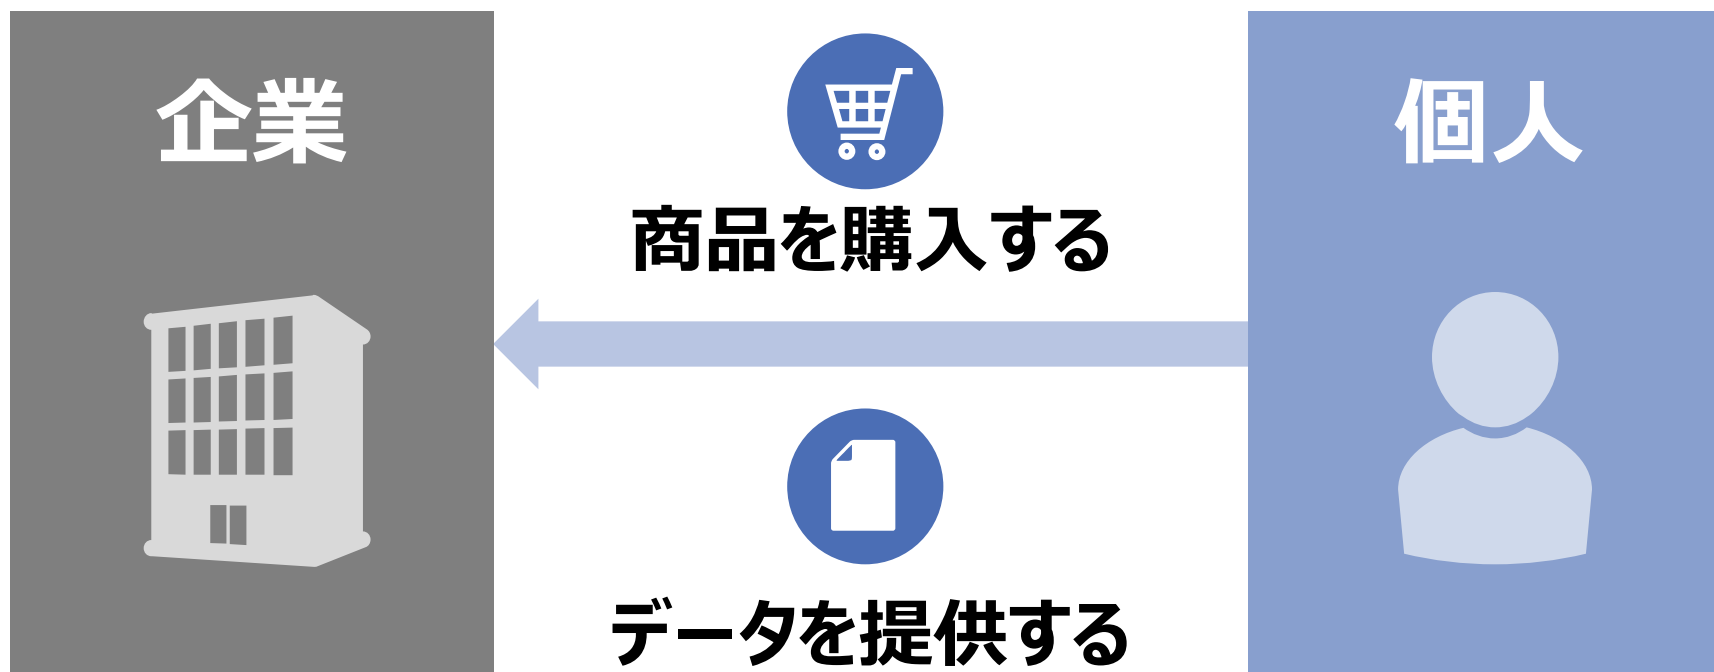 企業
商品を購入する
データを提供する
個人